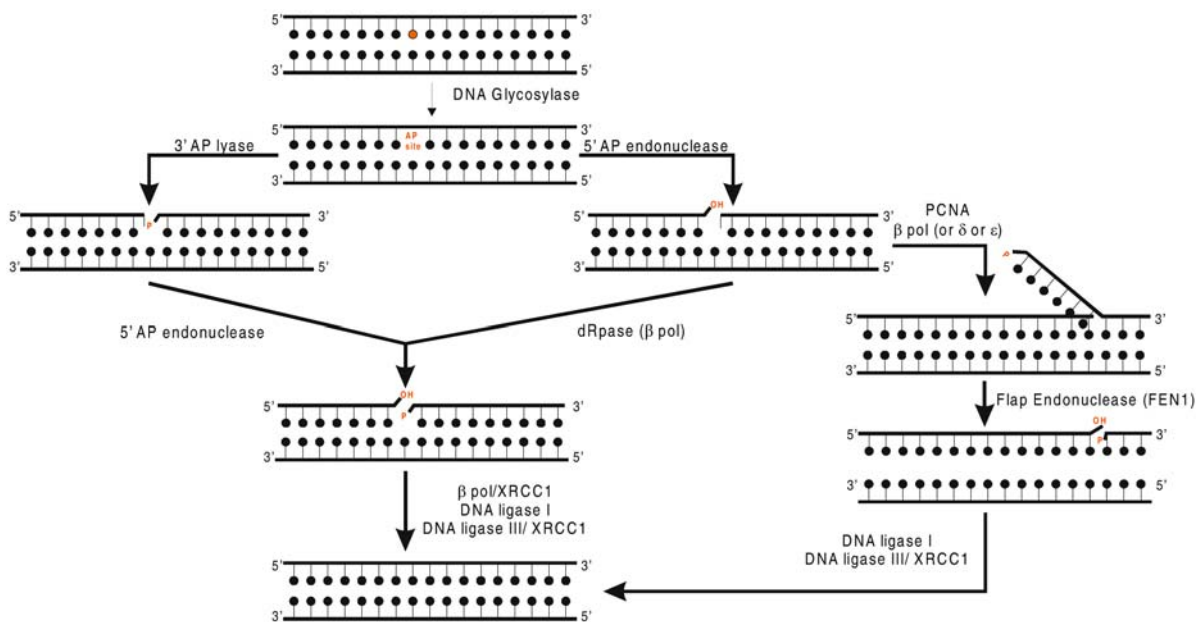 5' 3'
3' 5'
DNA Glycosylase
5' 3'
AP
site
3' 5'
3' AP lyase
5' AP endonuclease
5' 3'
P
3' 5'
OH
5' 3'
3' 5'
PCNA
β pol (or δ or ε)
P
5' 3'
3' 5'
5' AP endonuclease
dRpase (β pol)
Flap Endonuclease (FEN1)
OH
5' P 3'
3' 5'
OH
5' 3'
P
3' 5'
β pol/XRCC1
DNA ligase I
DNA ligase III/ XRCC1
DNA ligase I
DNA ligase III/ XRCC1
5' 3'
3' 5'